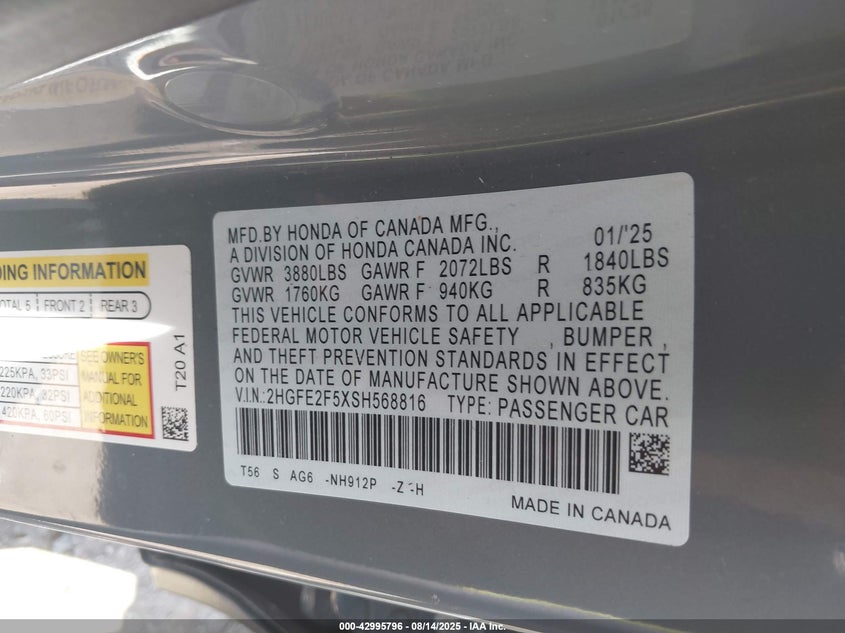 DING INFORMATION
OTAL 5 FRONT 2 REAR 3
225KPA, 33PSI
220KPA, 32PSI
420KPA, 60PSI
SEE OWNER'S
MANUAL FOR
ADDITIONAL
INFORMATION
T20 A1
MFD.BY HONDA OF CANADA MFG.,
A DIVISION OF HONDA CANADA INC. 01/'25
GVWR 3880LBS GAWR F 2072LBS R 1840LBS
GVWR 1760KG GAWR F 940KG R 835KG
THIS VEHICLE CONFORMS TO ALL APPLICABLE
FEDERAL MOTOR VEHICLE SAFETY , BUMPER ,
AND THEFT PREVENTION STANDARDS IN EFFECT
ON THE DATE OF MANUFACTURE SHOWN ABOVE.
V.I.N.:2HGFE2F5XSH568816 TYPE: PASSENGER CAR
T56 S AG6 -NH912P
MADE IN CANADA
000-42995796 - 08/14/2025 - IAA Inc.